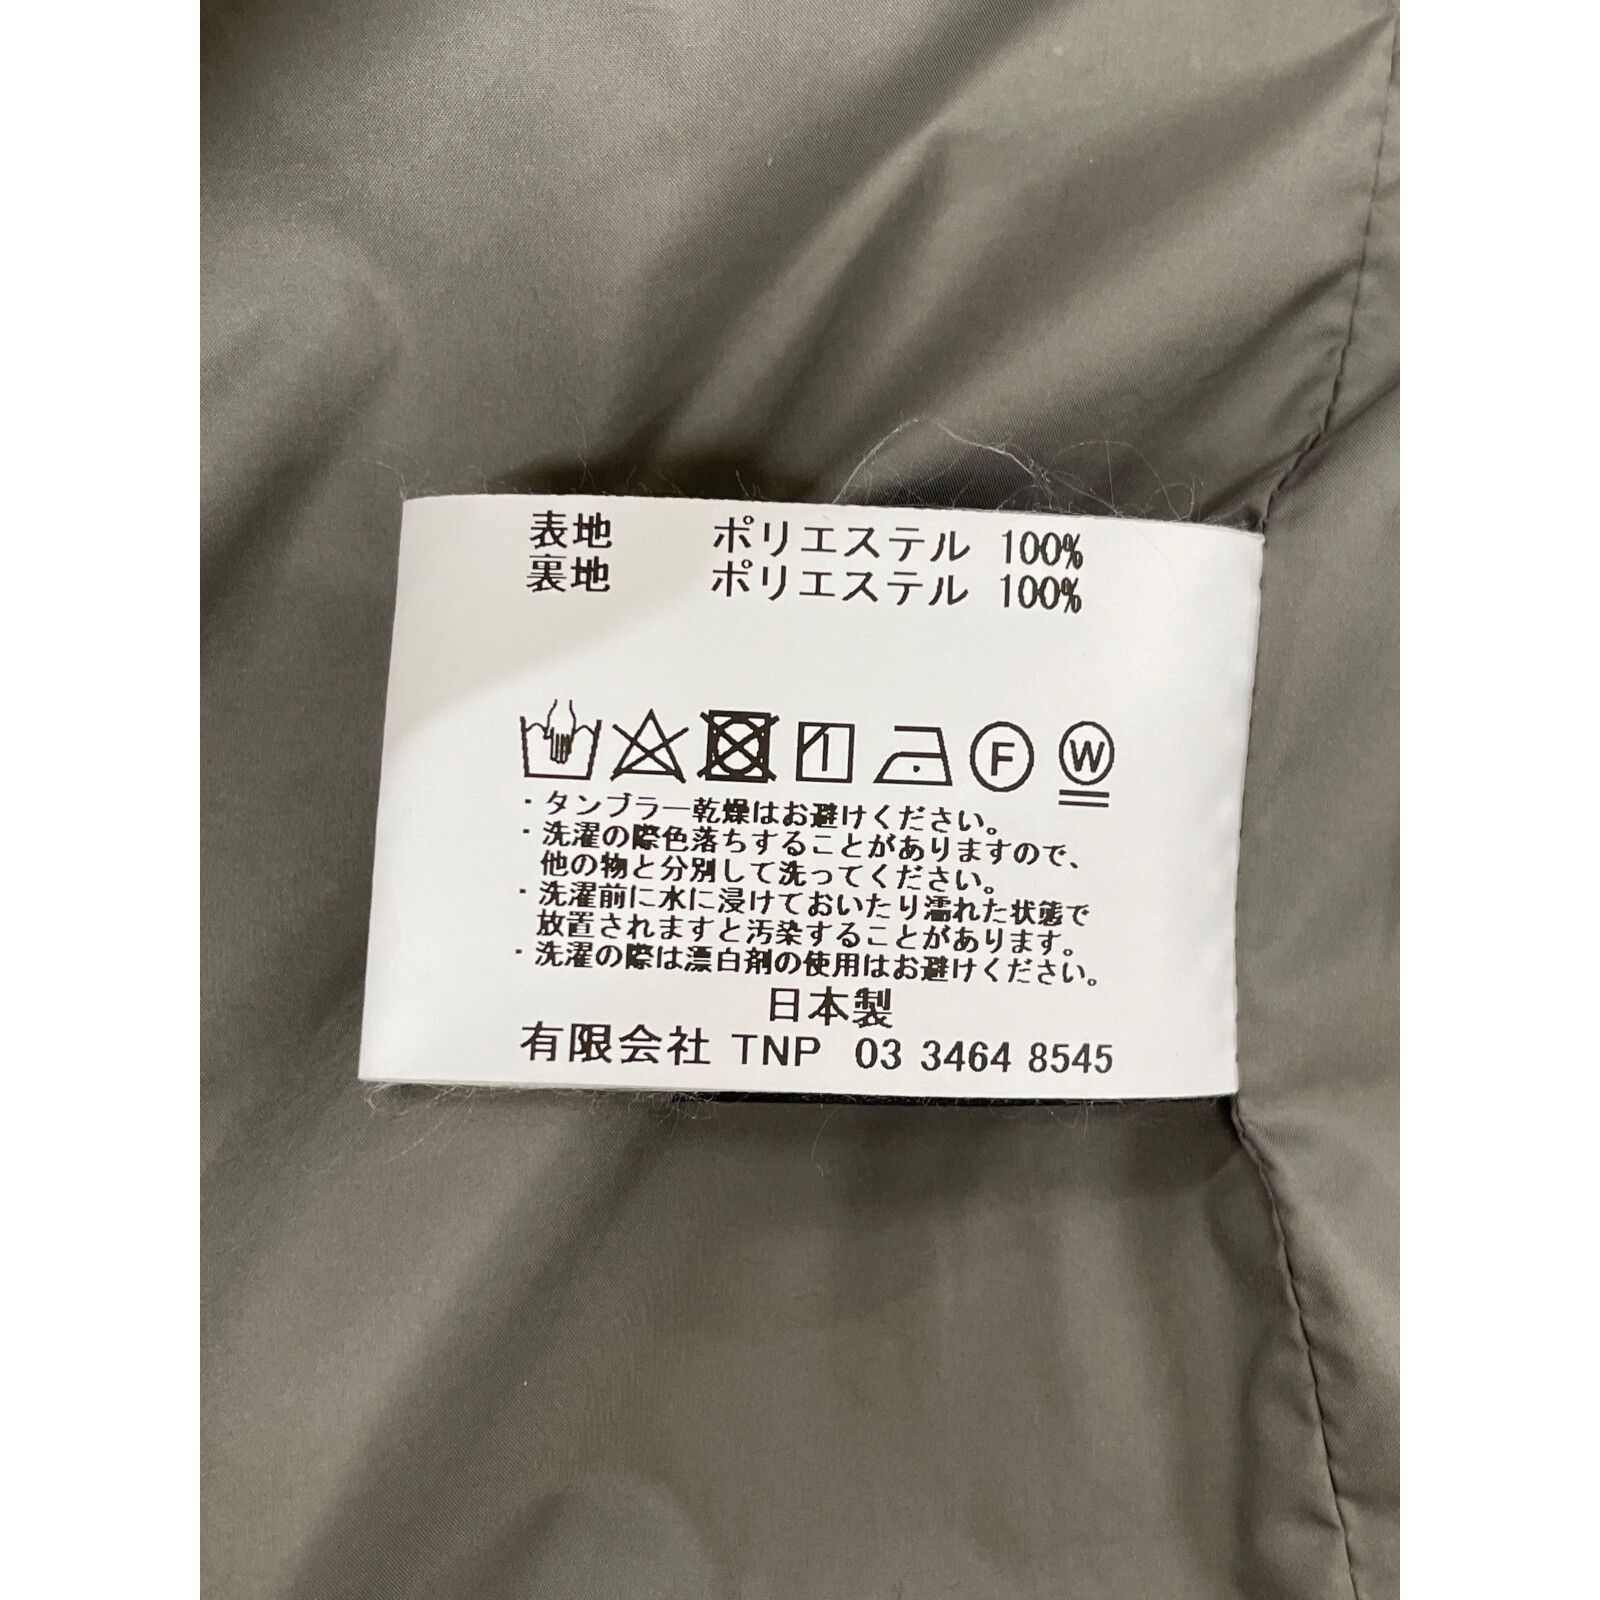 表地 ポリエステル 100%
裏地 ポリエステル 100%
F W
・タンブラー乾燥はお避けください。
・洗濯の際色落ちすることがありますので、
他の物と分別して洗ってください。
・洗濯前に水に浸けておいたり濡れた状態で
放置されますと汚染することがあります。
・洗濯の際は漂白剤の使用はお避けください。
日本製
有限会社 TNP 03 3464 8545